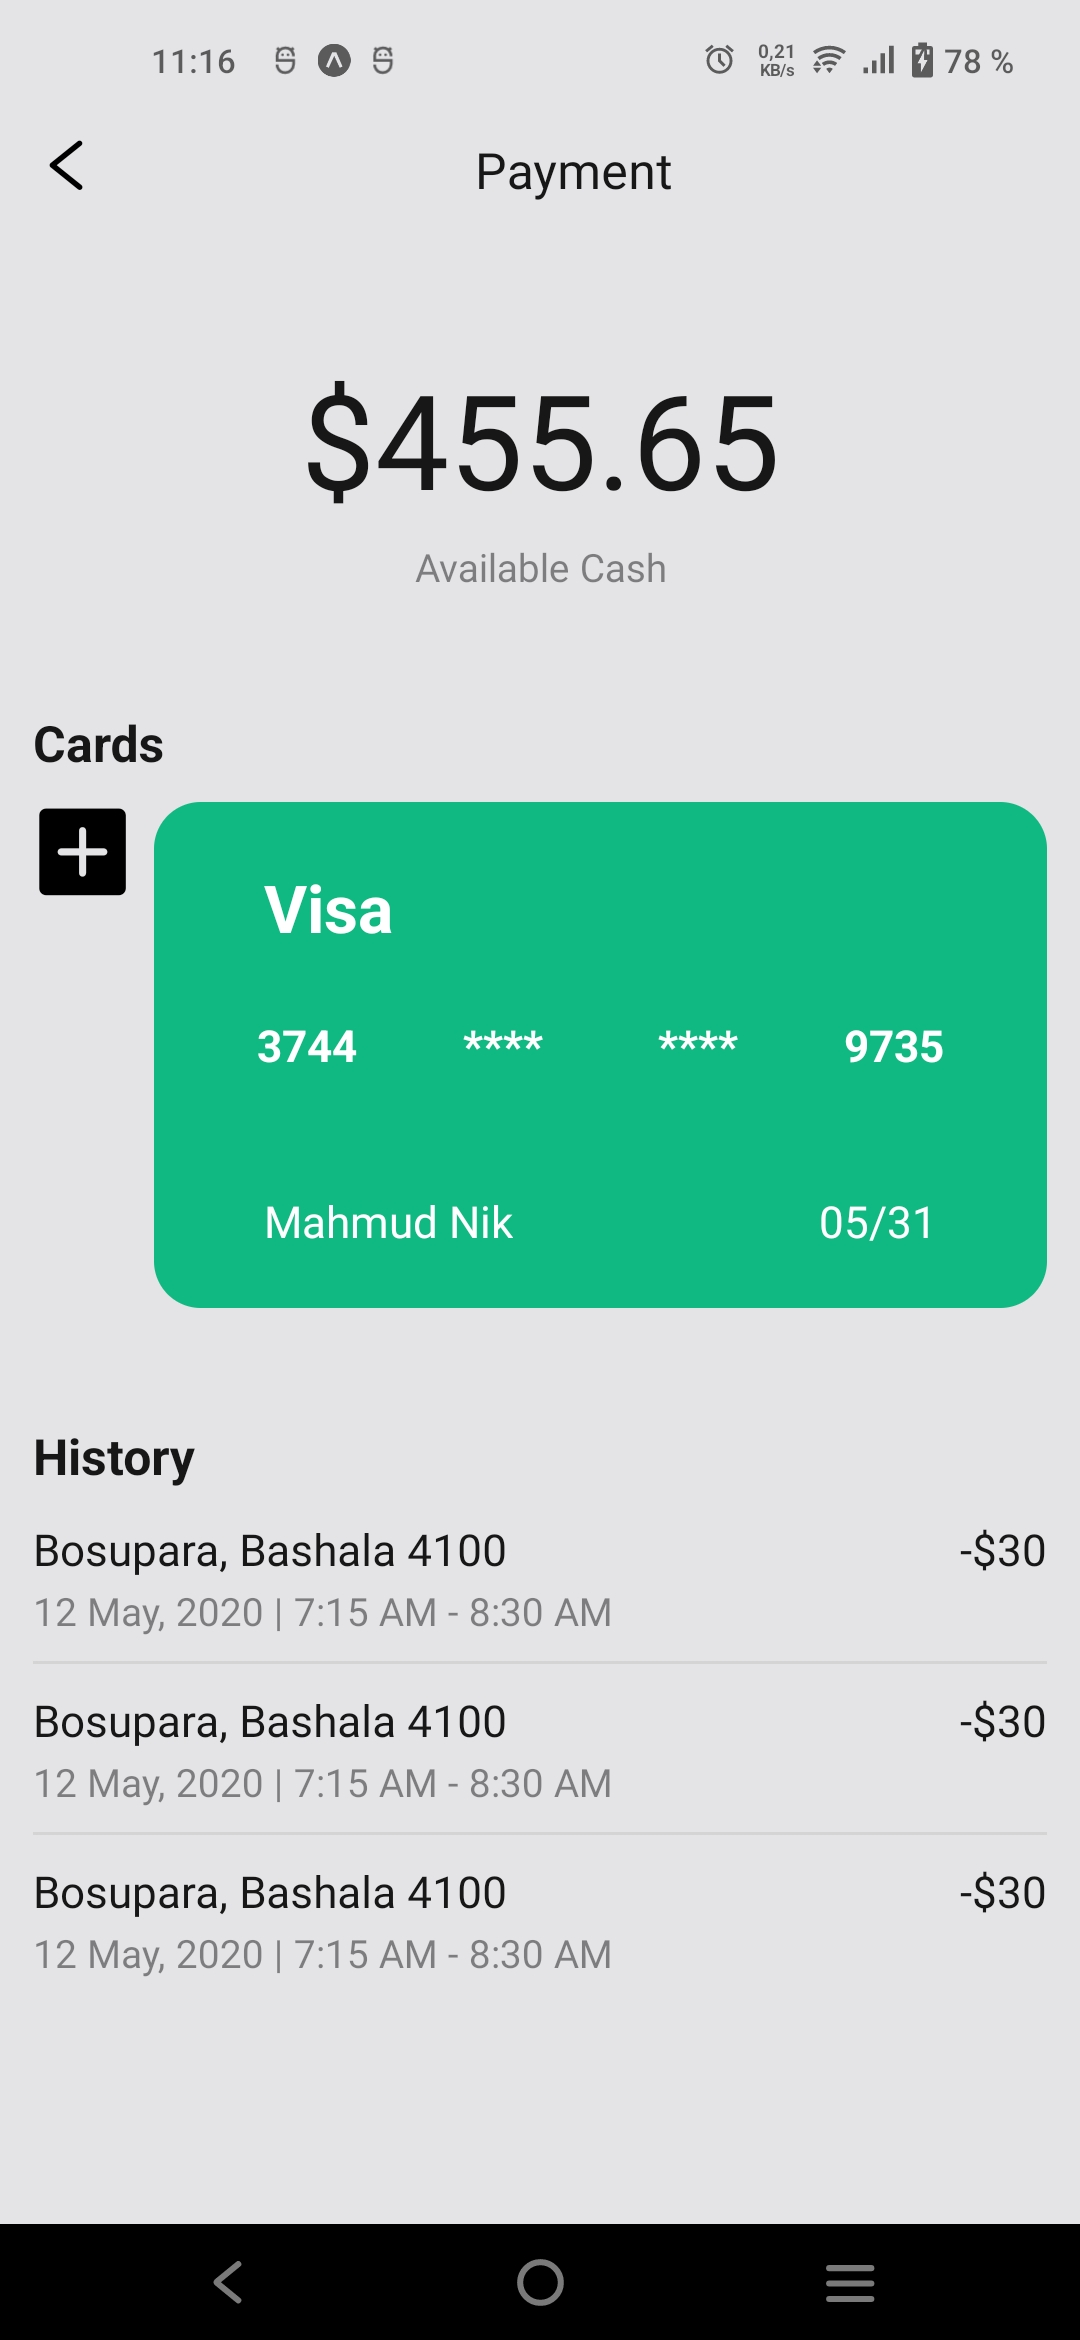 11:16 0,21 KB/s 78 %
Payment
$455.65
Available Cash
Cards
Visa
3744 **** **** 9735
Mahmud Nik 05/31
History
Bosupara, Bashala 4100 -$30
12 May, 2020 | 7:15 AM - 8:30 AM
Bosupara, Bashala 4100 -$30
12 May, 2020 | 7:15 AM - 8:30 AM
Bosupara, Bashala 4100 -$30
12 May, 2020 | 7:15 AM - 8:30 AM